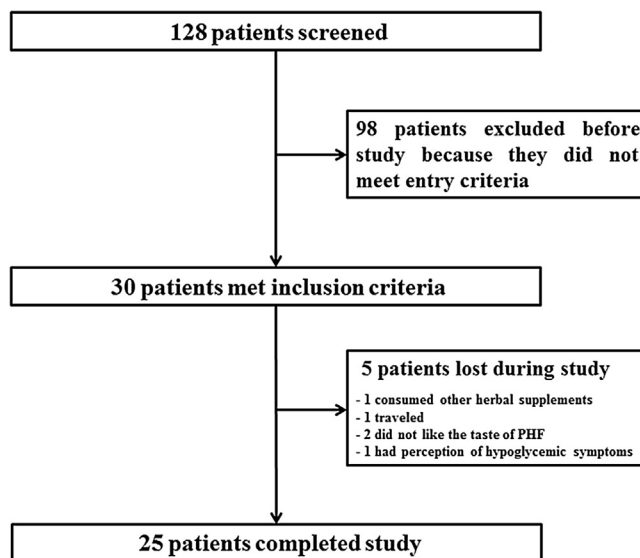 128 patients screened
98 patients excluded before
study because they did not
meet entry criteria
30 patients met inclusion criteria
5 patients lost during study
- 1 consumed other herbal supplements
- 1 traveled
- 2 did not like the taste of PHF
- 1 had perception of hypoglycemic symptoms
25 patients completed study